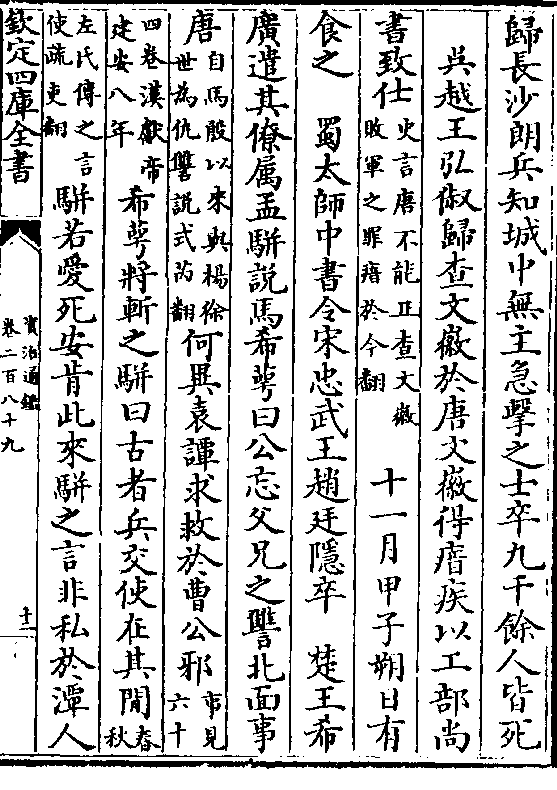 歸長沙朗兵知城中無主急擊之士卒九千餘人皆死
吳越王弘俶歸查文徽於唐文徽得瘖疾以工部尚
書致仕史言唐不能正查文徽敗軍之罪瘖於今翻十一月甲子朔日有
食之 蜀太師中書令宋忠武王趙廷隱卒 楚王希
廣遣其僚屬孟駢説馬希萼曰公忘父兄之讐北面事
唐自馬殷以來與楊徐世為仇讐説式芮翻何異袁譚求救於曹公邪事見六十
四卷漢獻帝建安八年希萼將斬之駢曰古者兵交使在其閒春秋
左氏傳之言使疏吏翻駢若愛死安肯此來駢之言非私於潭人
欽定四庫全書
資治通鑑
卷二百八十九
十二